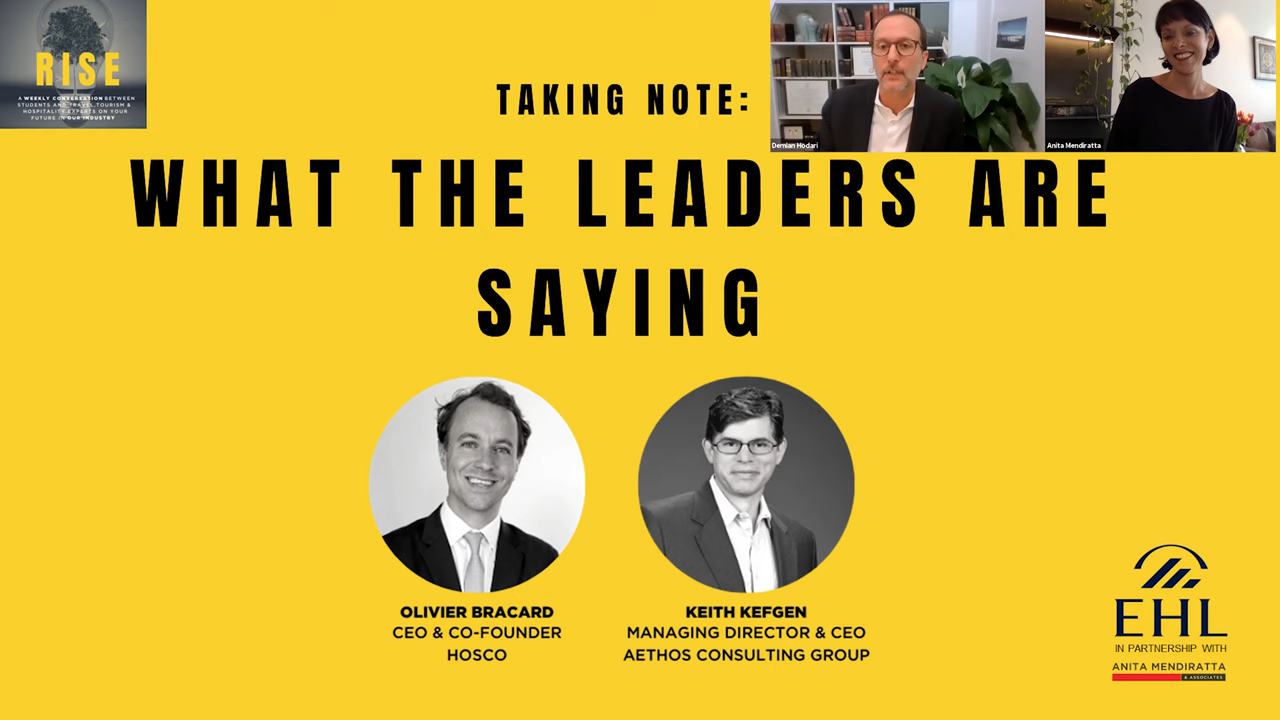 RISE
A WEEKLY CONVERSATION BETWEEN
STUDENTS AND TRAVEL, TOURISM &
HOSPITALITY EXPERTS ON YOUR
FUTURE IN OUR INDUSTRY
TAKING NOTE:
Demian Hodari
Anita Mendiratta
WHAT THE LEADERS ARE
SAYING
OLIVIER BRACARD
CEO & CO-FOUNDER
HOSCO
KEITH KEFGEN
MANAGING DIRECTOR & CEO
AETHOS CONSULTING GROUP
EHL
IN PARTNERSHIP WITH
ANITA MENDIRATTA
& ASSOCIATES